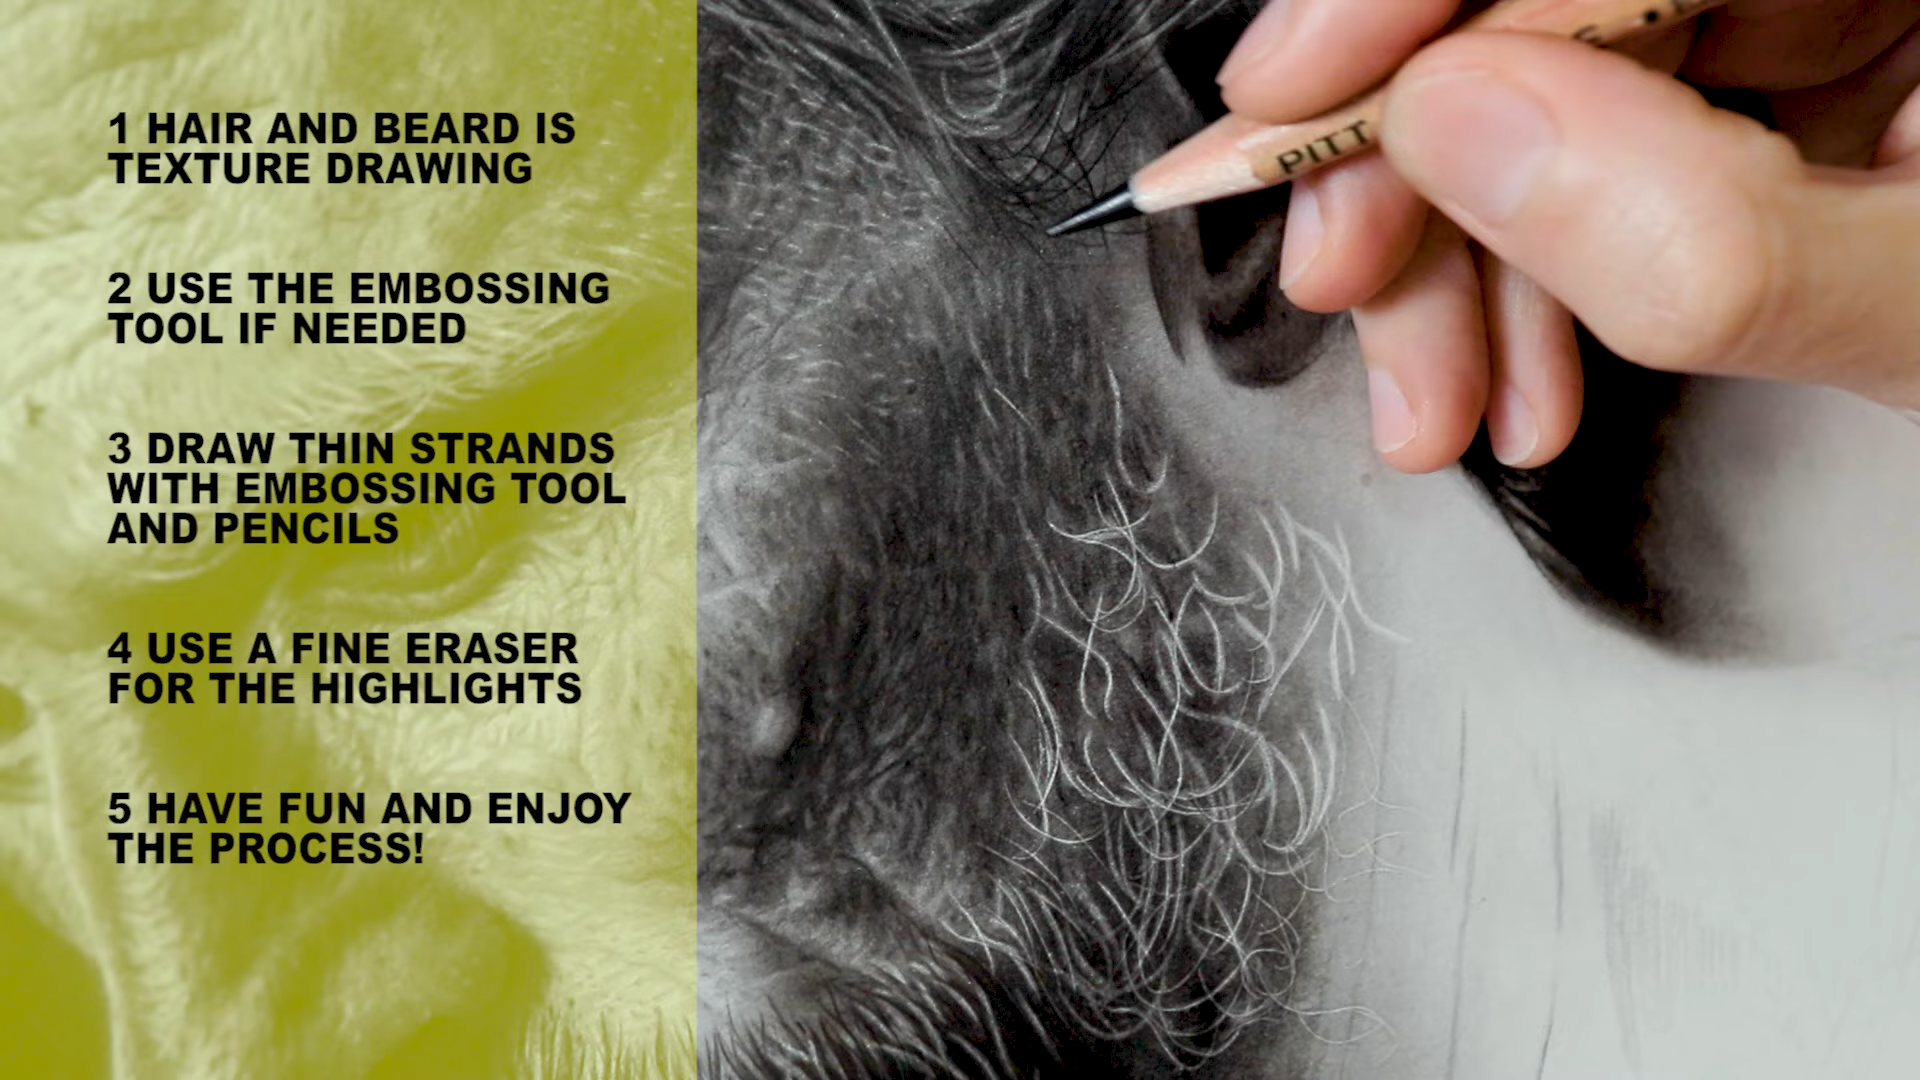 1 HAIR AND BEARD IS
TEXTURE DRAWING
2 USE THE EMBOSSING
TOOL IF NEEDED
3 DRAW THIN STRANDS
WITH EMBOSSING TOOL
AND PENCILS
4 USE A FINE ERASER
FOR THE HIGHLIGHTS
5 HAVE FUN AND ENJOY
THE PROCESS!
PITT